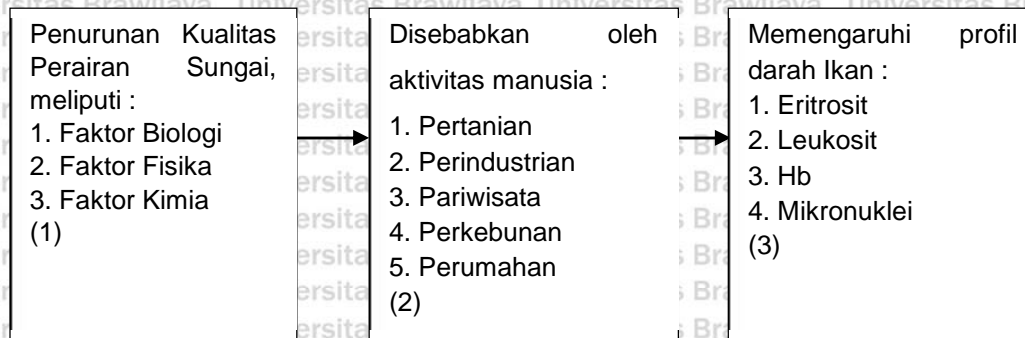 Penurunan Kualitas
Perairan Sungai,
meliputi :
1. Faktor Biologi
2. Faktor Fisika
3. Faktor Kimia
(1)
Disebabkan oleh
aktivitas manusia :
1. Pertanian
2. Perindustrian
3. Pariwisata
4. Perkebunan
5. Perumahan
(2)
Memengaruhi profil
darah Ikan :
1. Eritrosit
2. Leukosit
3. Hb
4. Mikronuklei
(3)